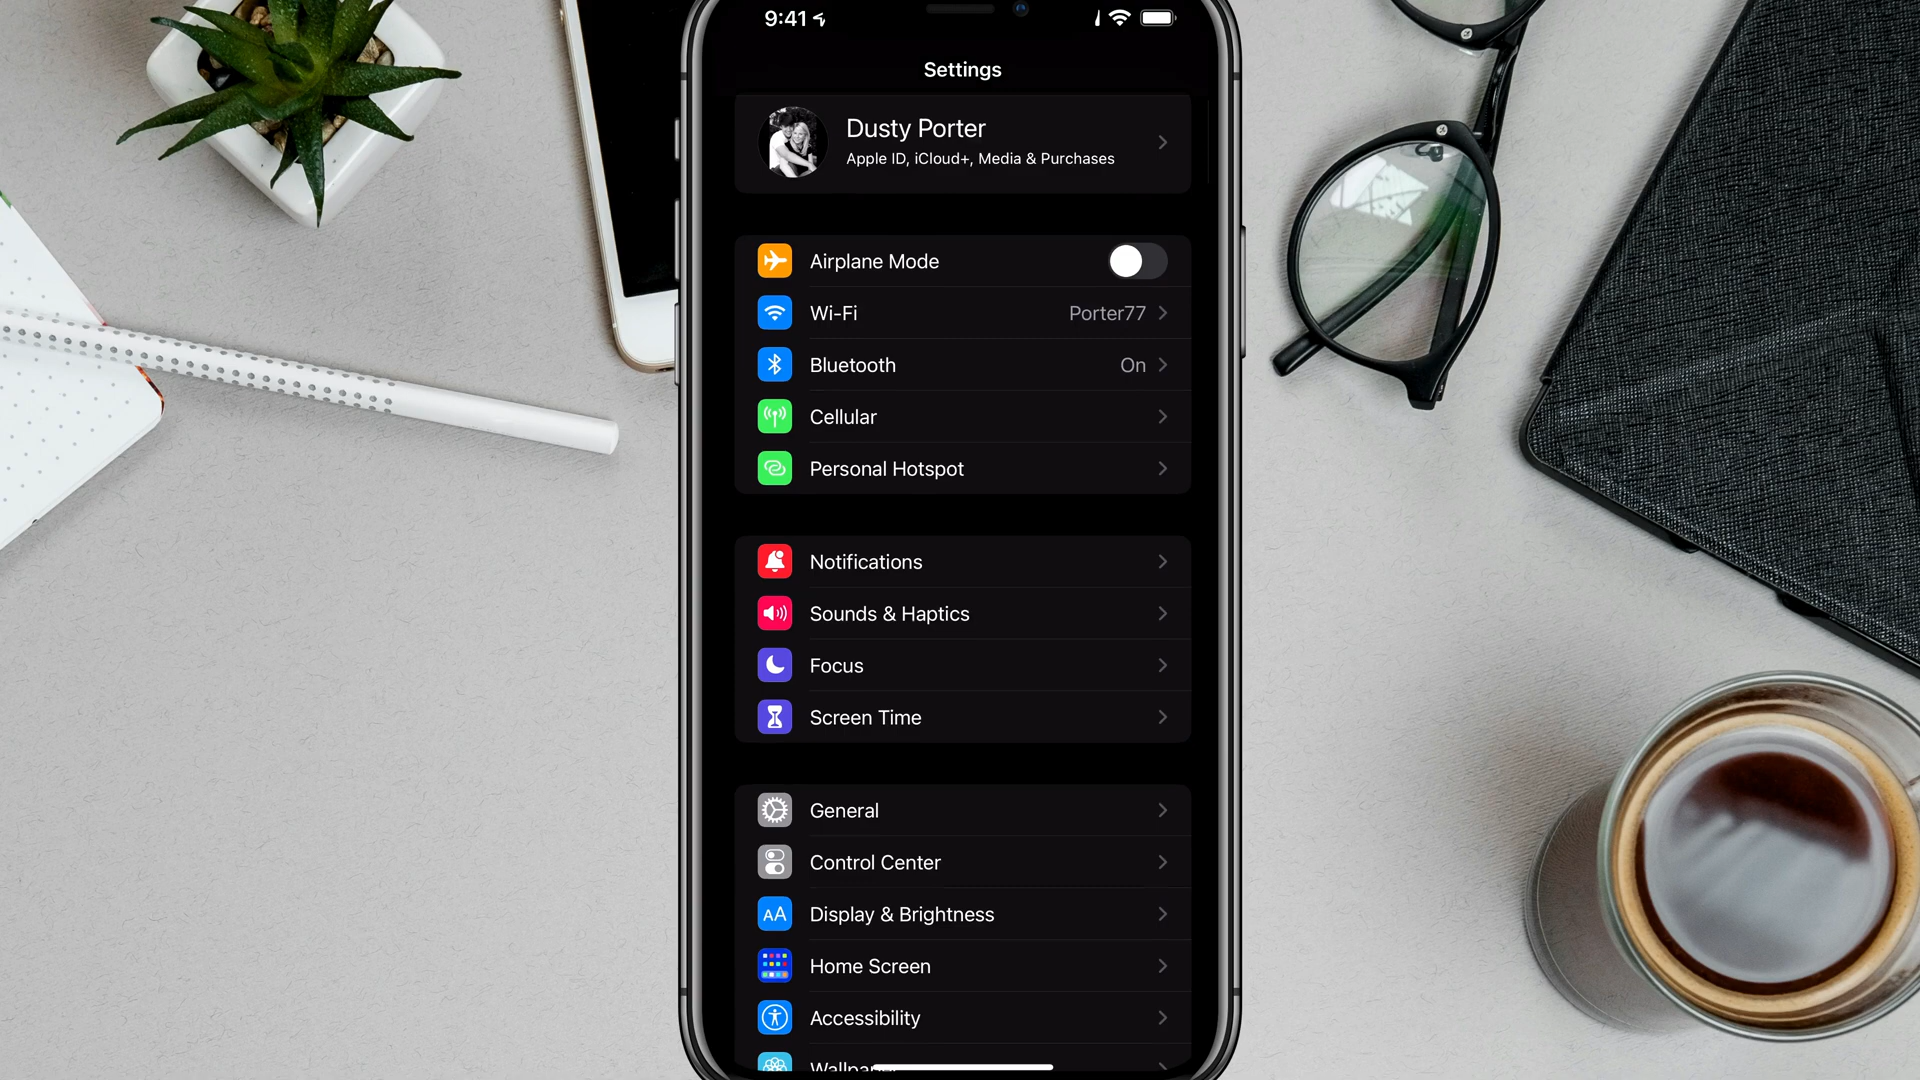 9:41
Settings
Dusty Porter
Apple ID, iCloud+, Media & Purchases
Airplane Mode
Wi-Fi
Porter77
Bluetooth
On
Cellular
Personal Hotspot
Notifications
Sounds & Haptics
Focus
Screen Time
General
Control Center
AA
Display & Brightness
Home Screen
Accessibility